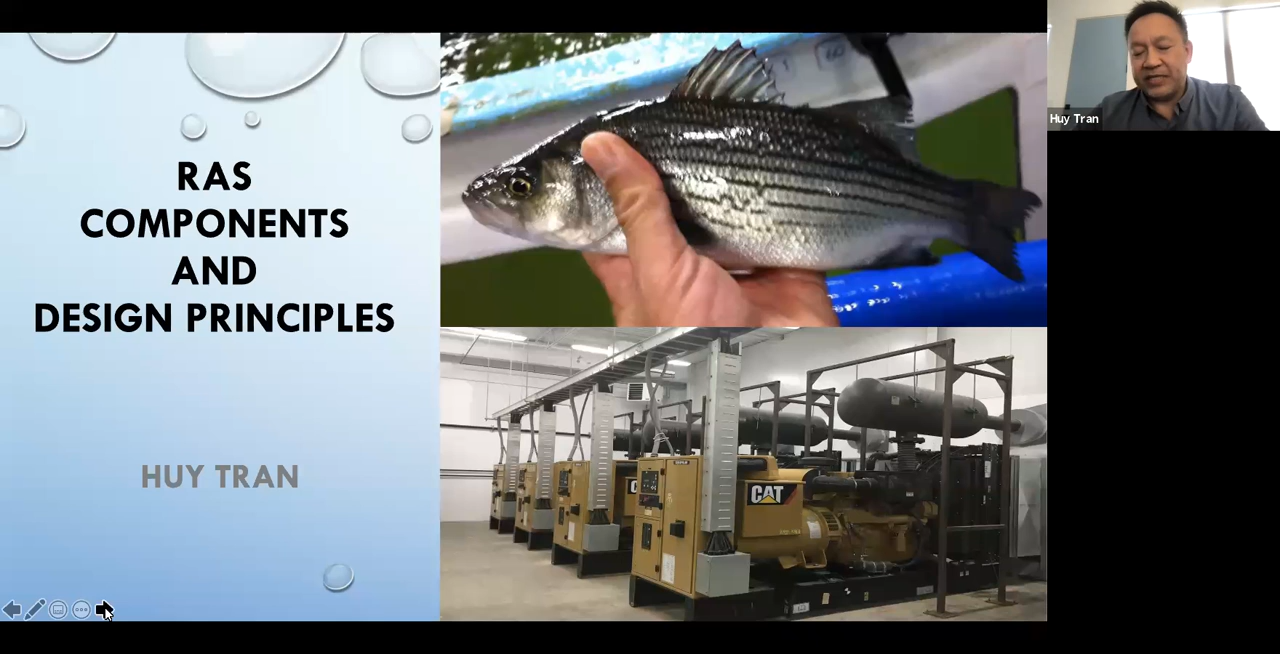 RAS
COMPONENTS
AND
DESIGN PRINCIPLES
HUY TRAN
CAT
Huy Tran